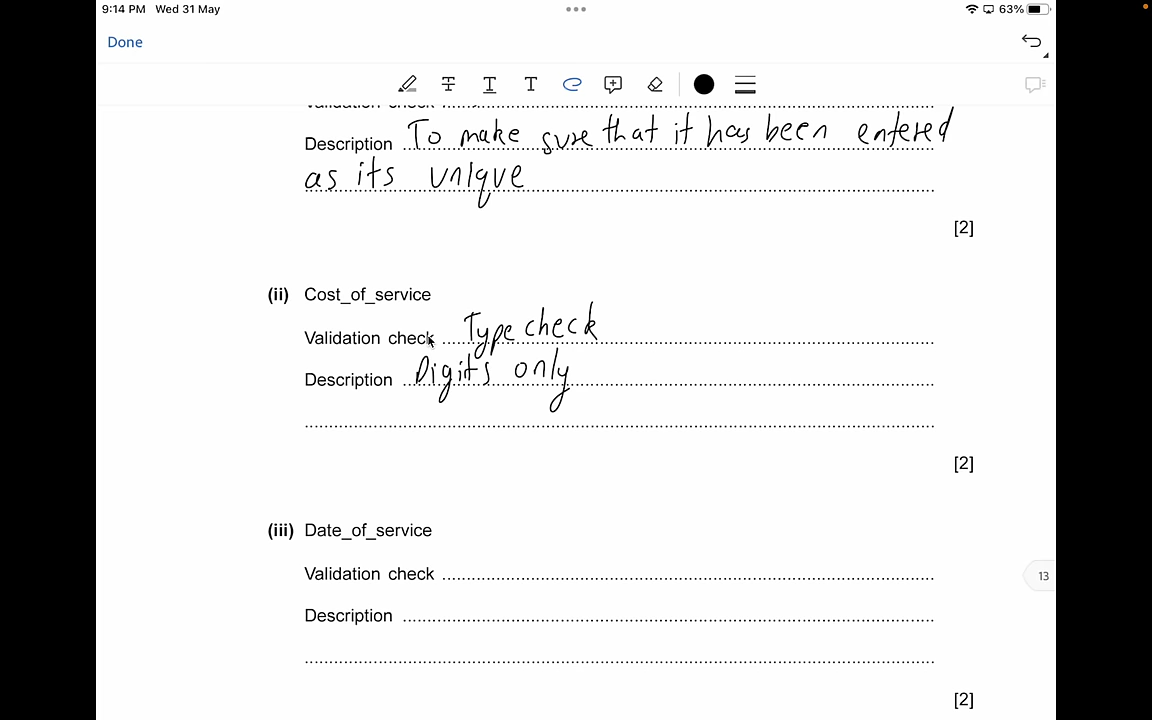 9:14 PM Wed 31 May
63%
Done
Validation check
Description To make sure that it has been entered
as its unique
[2]
(ii) Cost_of_service
Validation check Type check
Description Digits only
[2]
(iii) Date_of_service
Validation check
13
Description
[2]